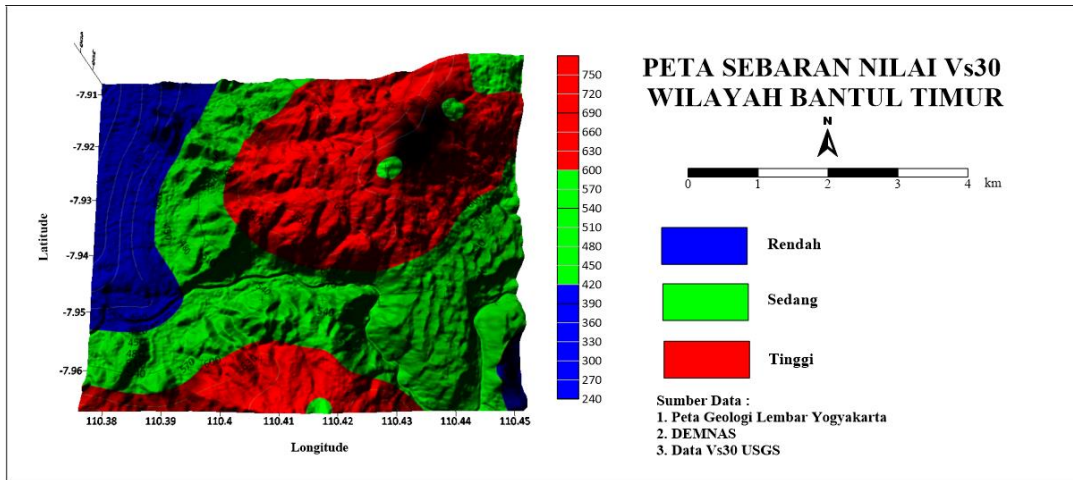 PETA SEBARAN NILAI Vs30
WILAYAH BANTUL TIMUR
N
0 1 2 3 4 km
Rendah
Sedang
Tinggi
Sumber Data :
1. Peta Geologi Lembar Yogyakarta
2. DEMNAS
3. Data Vs30 USGS
750
720
690
660
630
600
570
540
510
480
450
420
390
360
330
300
270
240
Latitude
-7.91
-7.92
-7.93
-7.94
-7.95
-7.96
110.38 110.39 110.4 110.41 110.42 110.43 110.44 110.45
Longitude